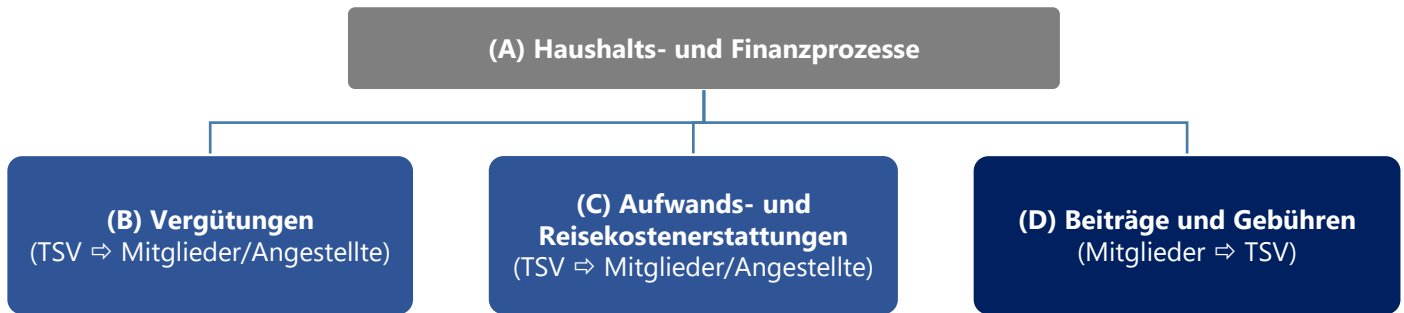 (A) Haushalts- und Finanzprozesse
(B) Vergütungen
(TSV ⇨ Mitglieder/Angestellte)
(C) Aufwands- und
Reisekostenerstattungen
(TSV ⇨ Mitglieder/Angestellte)
(D) Beiträge und Gebühren
(Mitglieder ⇨ TSV)